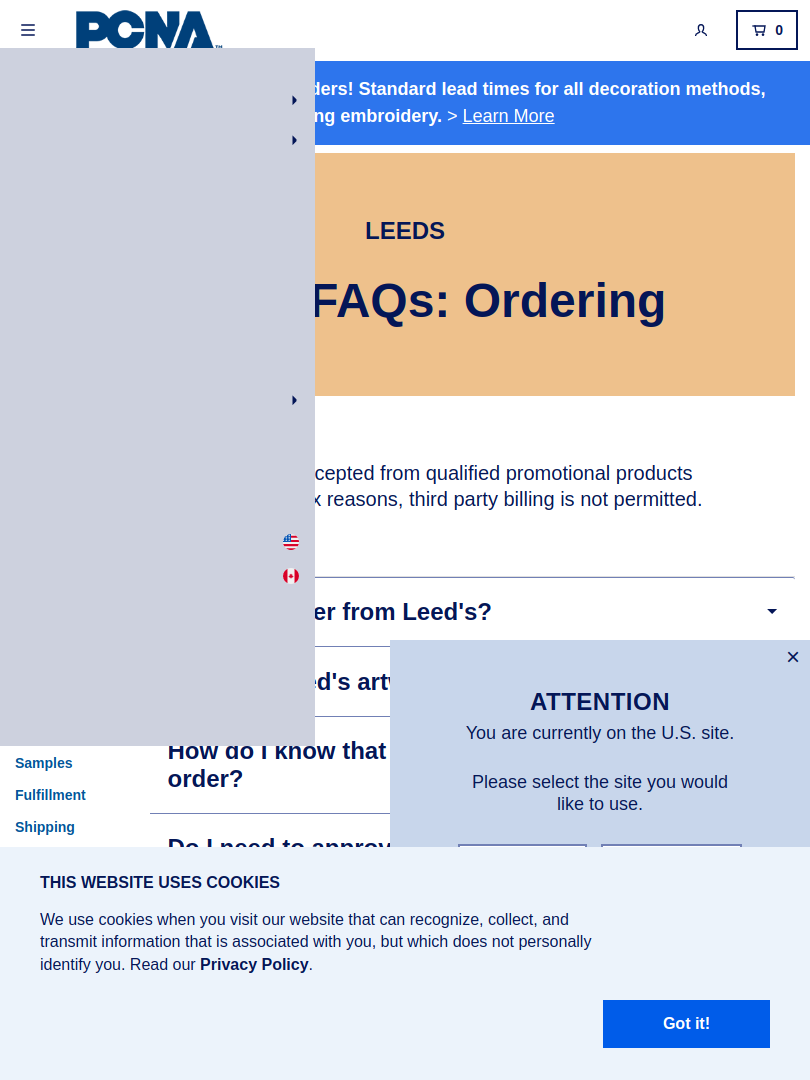 PCNA™
0
ders! Standard lead times for all decoration methods,
ng embroidery. > Learn More
LEEDS
FAQs: Ordering
cepted from qualified promotional products
x reasons, third party billing is not permitted.
er from Leed's?
ed's art
How do I know that
order?
Samples
Fulfillment
Shipping
Do I need to approv
×
ATTENTION
You are currently on the U.S. site.
Please select the site you would
like to use.
THIS WEBSITE USES COOKIES
We use cookies when you visit our website that can recognize, collect, and
transmit information that is associated with you, but which does not personally
identify you. Read our Privacy Policy.
Got it!